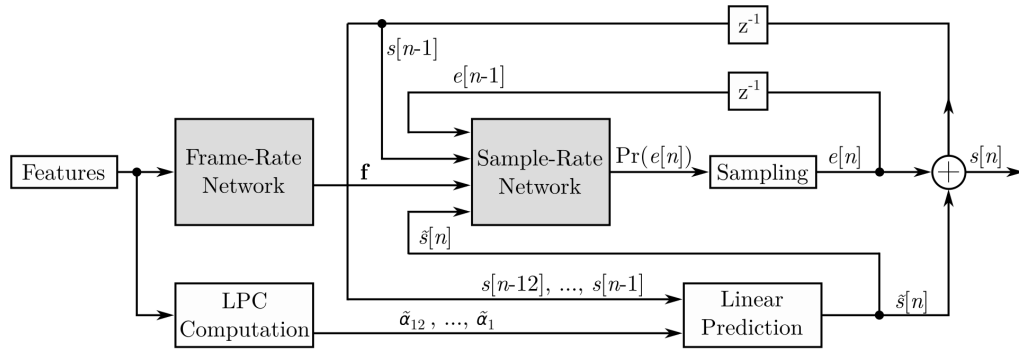 z⁻¹
s[n-1]
e[n-1]
z⁻¹
Features
Frame-Rate
Network
f
Sample-Rate
Network
Pr(e[n])
Sampling
e[n]
+
s[n]
s̃[n]
LPC
Computation
s[n-12], ..., s[n-1]
α̃₁₂ , ..., α̃₁
Linear
Prediction
s̃[n]